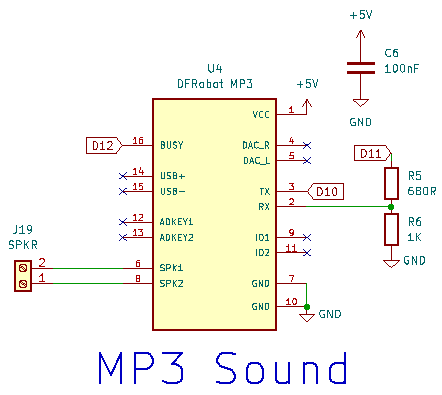 +5V
C6
100nF
GND
U4
DFRobot MP3
+5V
VCC 1
D12 16 BUSY
DAC_R 4
DAC_L 5
D11
14 USB+
15 USB-
TX 3 D10
RX 2
R5
680R
12 ADKEY1
13 ADKEY2
IO1 9
IO2 11
R6
1K
GND
J19
SPKR
2 6 SPK1
1 8 SPK2
GND 7
GND 10
GND
MP3 Sound